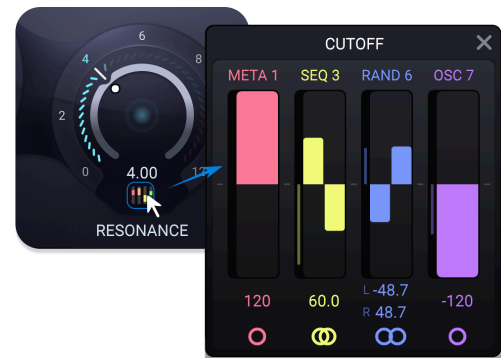 6
4
8
2
0
12
4.00
RESONANCE
CUTOFF
META 1 SEQ 3 RAND 6 OSC 7
120 60.0 L -48.7 -120
R 48.7